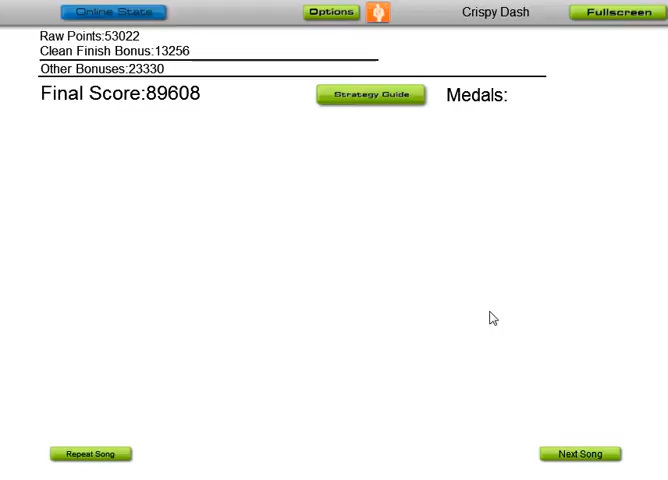 Online Stats
Options
Crispy Dash
Fullscreen
Raw Points:53022
Clean Finish Bonus:13256
Other Bonuses:23330
Final Score:89608
Strategy Guide
Medals:
Repeat Song
Next Song